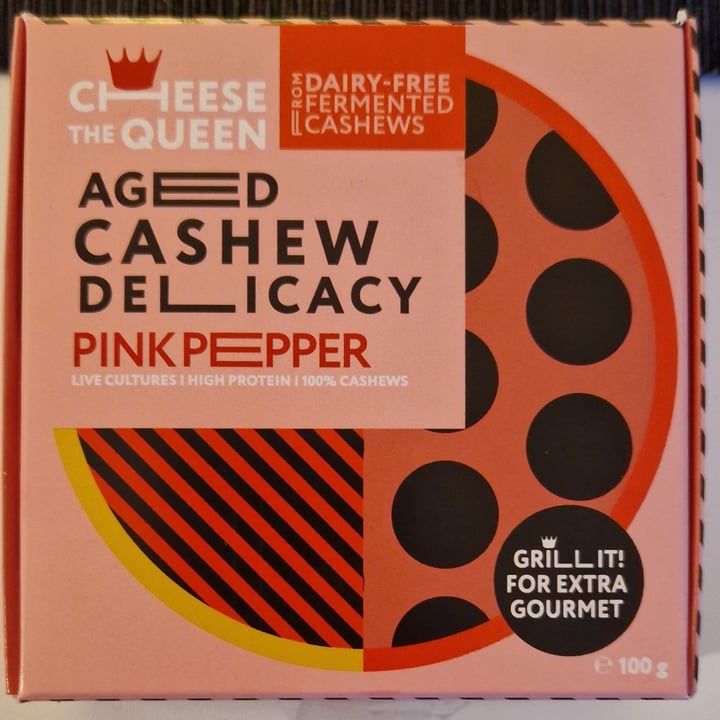 CHEESE
THE QUEEN
FROM
DAIRY-FREE
FERMENTED
CASHEWS
AGED
CASHEW
DELICACY
PINK PEPPER
LIVE CULTURES I HIGH PROTEIN I 100% CASHEWS
GRILL IT!
FOR EXTRA
GOURMET
℮ 100 g